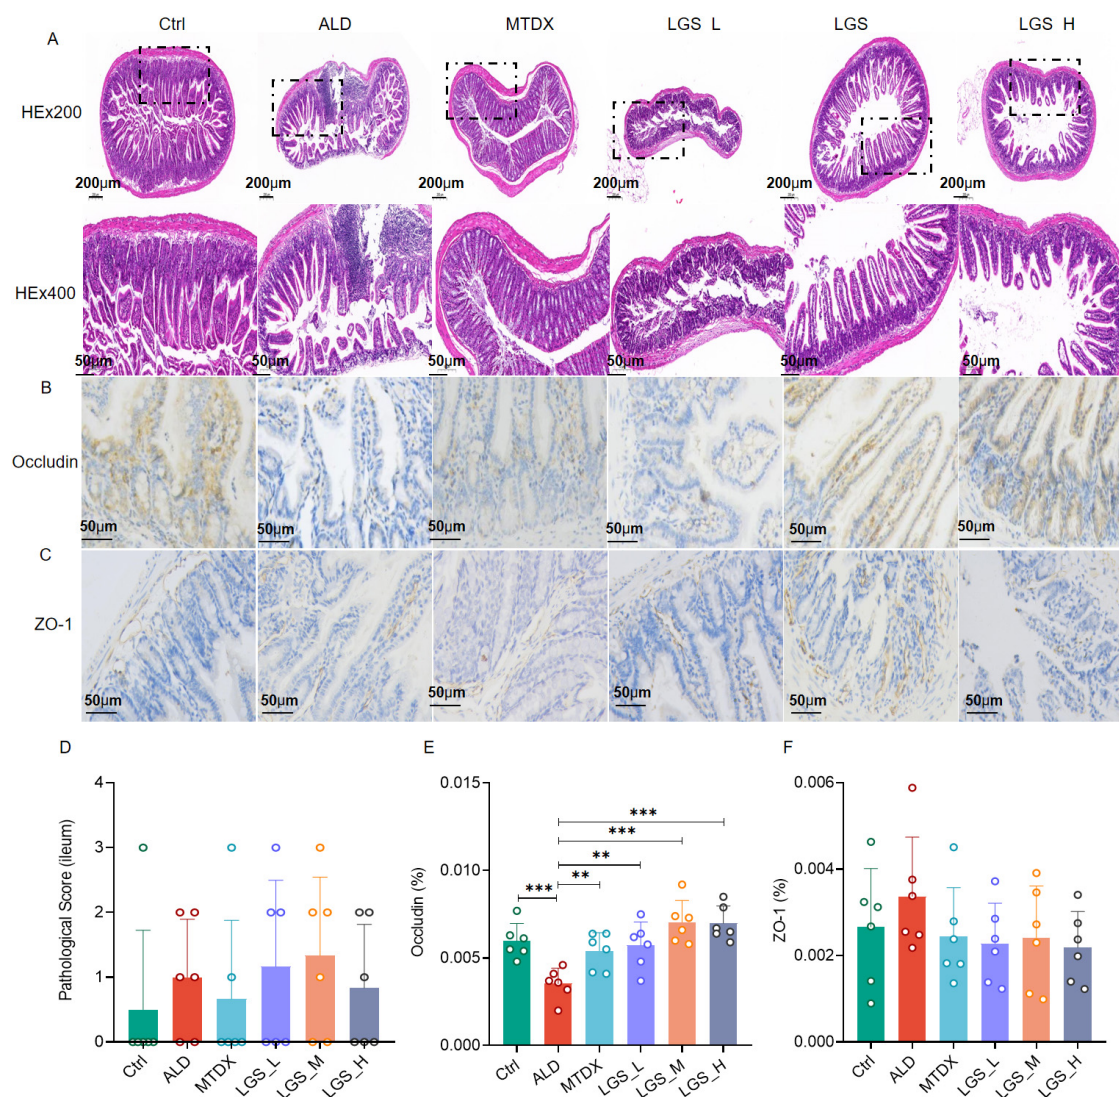 A
Ctrl ALD MTDX LGS L LGS LGS H
HEx200
200μm 200μm 200μm 200μm 200μm 200μm
HEx400
50μm 50μm 50μm 50μm 50μm 50μm
B
Occludin
50μm 50μm 50μm 50μm 50μm 50μm
C
ZO-1
50μm 50μm 50μm 50μm 50μm 50μm
D
Pathological Score (ileum)
4
3
2
1
0
Ctrl ALD MTDX LGS_L LGS_M LGS_H
E
Occludin (%)
0.015
0.010
0.005
0.000
***
***
**
**
***
Ctrl ALD MTDX LGS_L LGS_M LGS_H
F
ZO-1 (%)
0.006
0.004
0.002
0.000
Ctrl ALD MTDX LGS_L LGS_M LGS_H